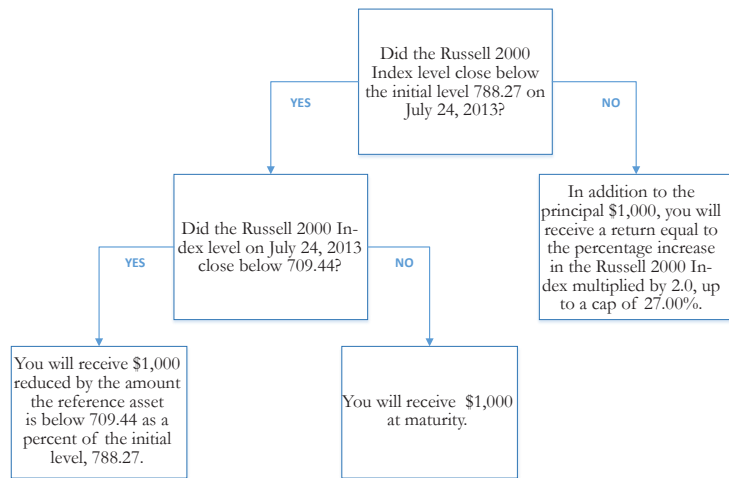 Did the Russell 2000
Index level close below
the initial level 788.27 on
July 24, 2013?
YES
NO
Did the Russell 2000 In-
dex level on July 24, 2013
close below 709.44?
In addition to the
principal $1,000, you will
receive a return equal to
the percentage increase
in the Russell 2000 In-
dex multiplied by 2.0, up
to a cap of 27.00%.
YES
NO
You will receive $1,000
reduced by the amount
the reference asset
is below 709.44 as a
percent of the initial
level, 788.27.
You will receive  $1,000
at maturity.